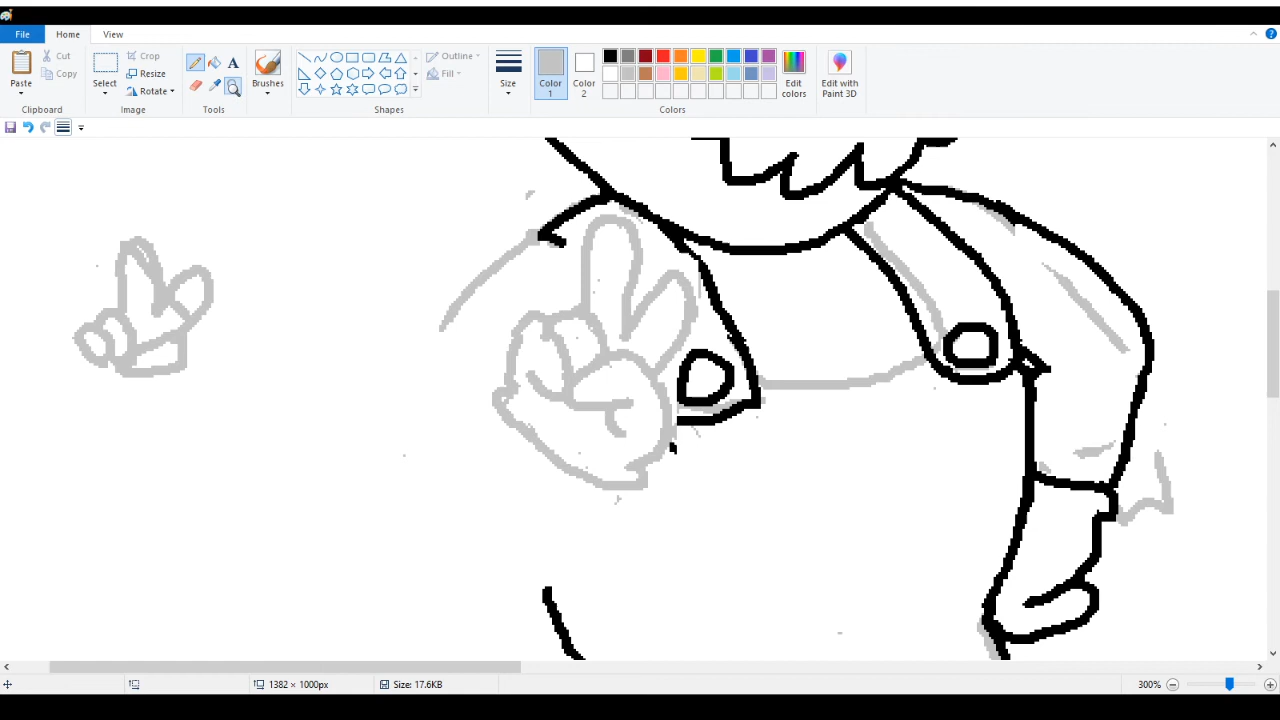 File Home View
Paste
Cut
Copy
Clipboard
Select
Crop
Resize
Rotate
Image
A
Tools
Brushes
Outline
Fill
Shapes
Size
Color 1
Color 2
Edit colors
Edit with Paint 3D
Colors
1382 × 1000px
Size: 17.6KB
300%